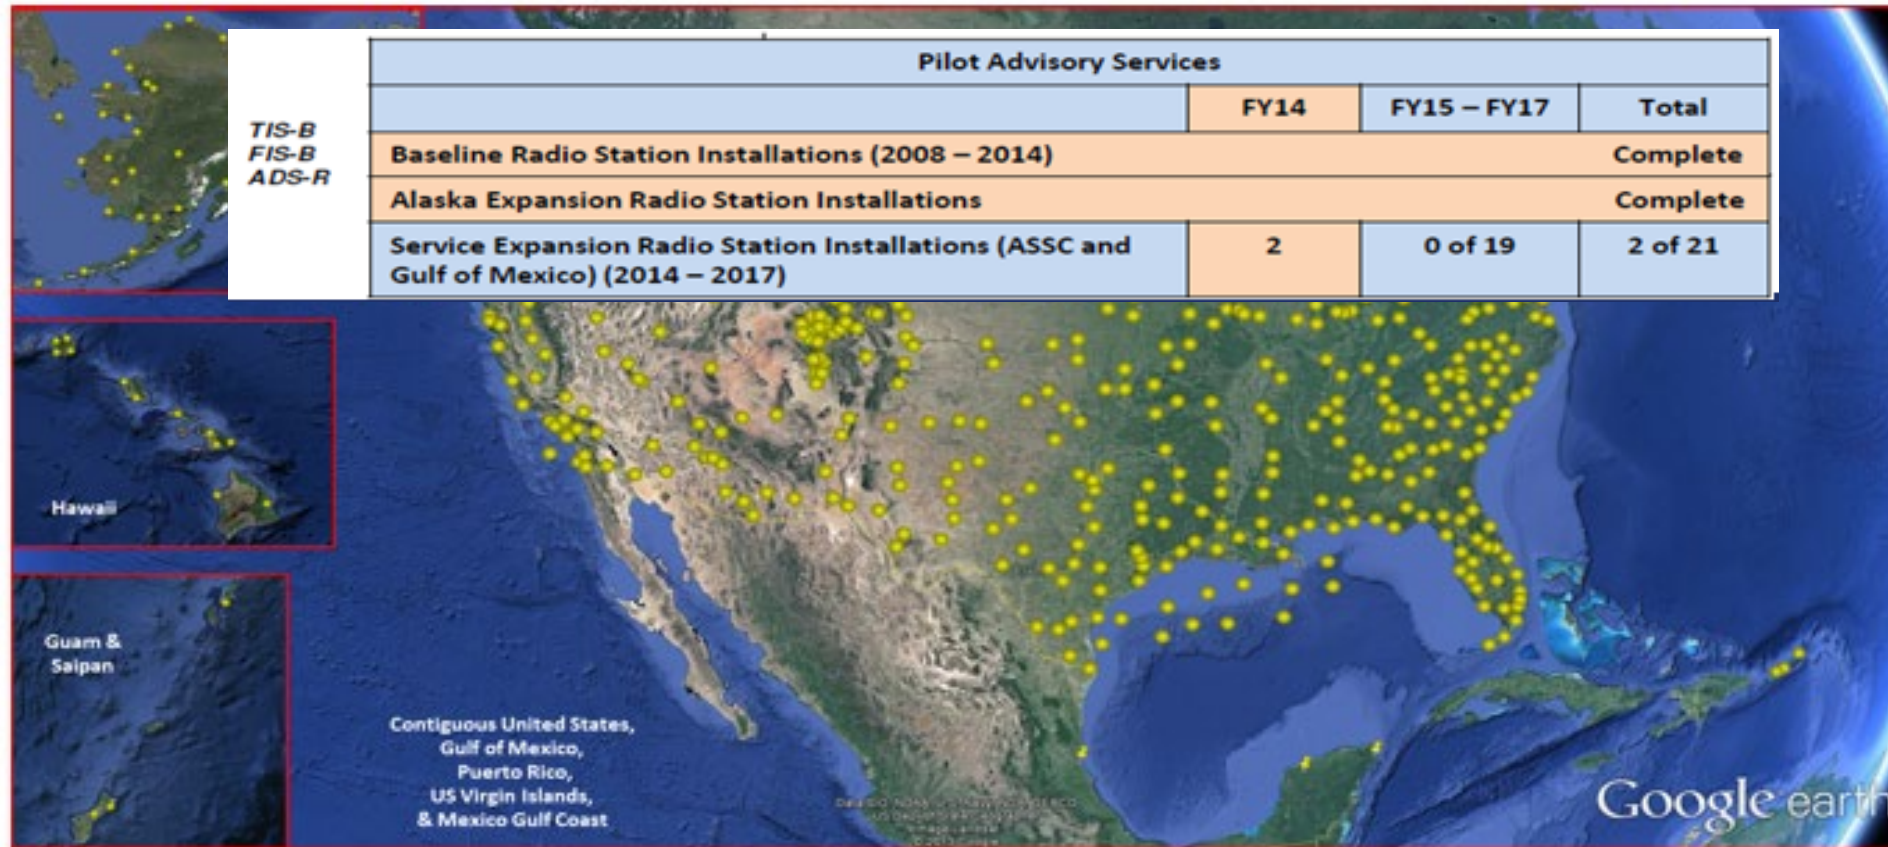 Pilot Advisory Services
FY14 FY15 – FY17 Total
TIS-B
FIS-B
ADS-R
Baseline Radio Station Installations (2008 – 2014) Complete
Alaska Expansion Radio Station Installations Complete
Service Expansion Radio Station Installations (ASSC and
Gulf of Mexico) (2014 – 2017) 2 0 of 19 2 of 21
Hawaii
Guam &
Saipan
Contiguous United States,
Gulf of Mexico,
Puerto Rico,
US Virgin Islands,
& Mexico Gulf Coast
Google earth